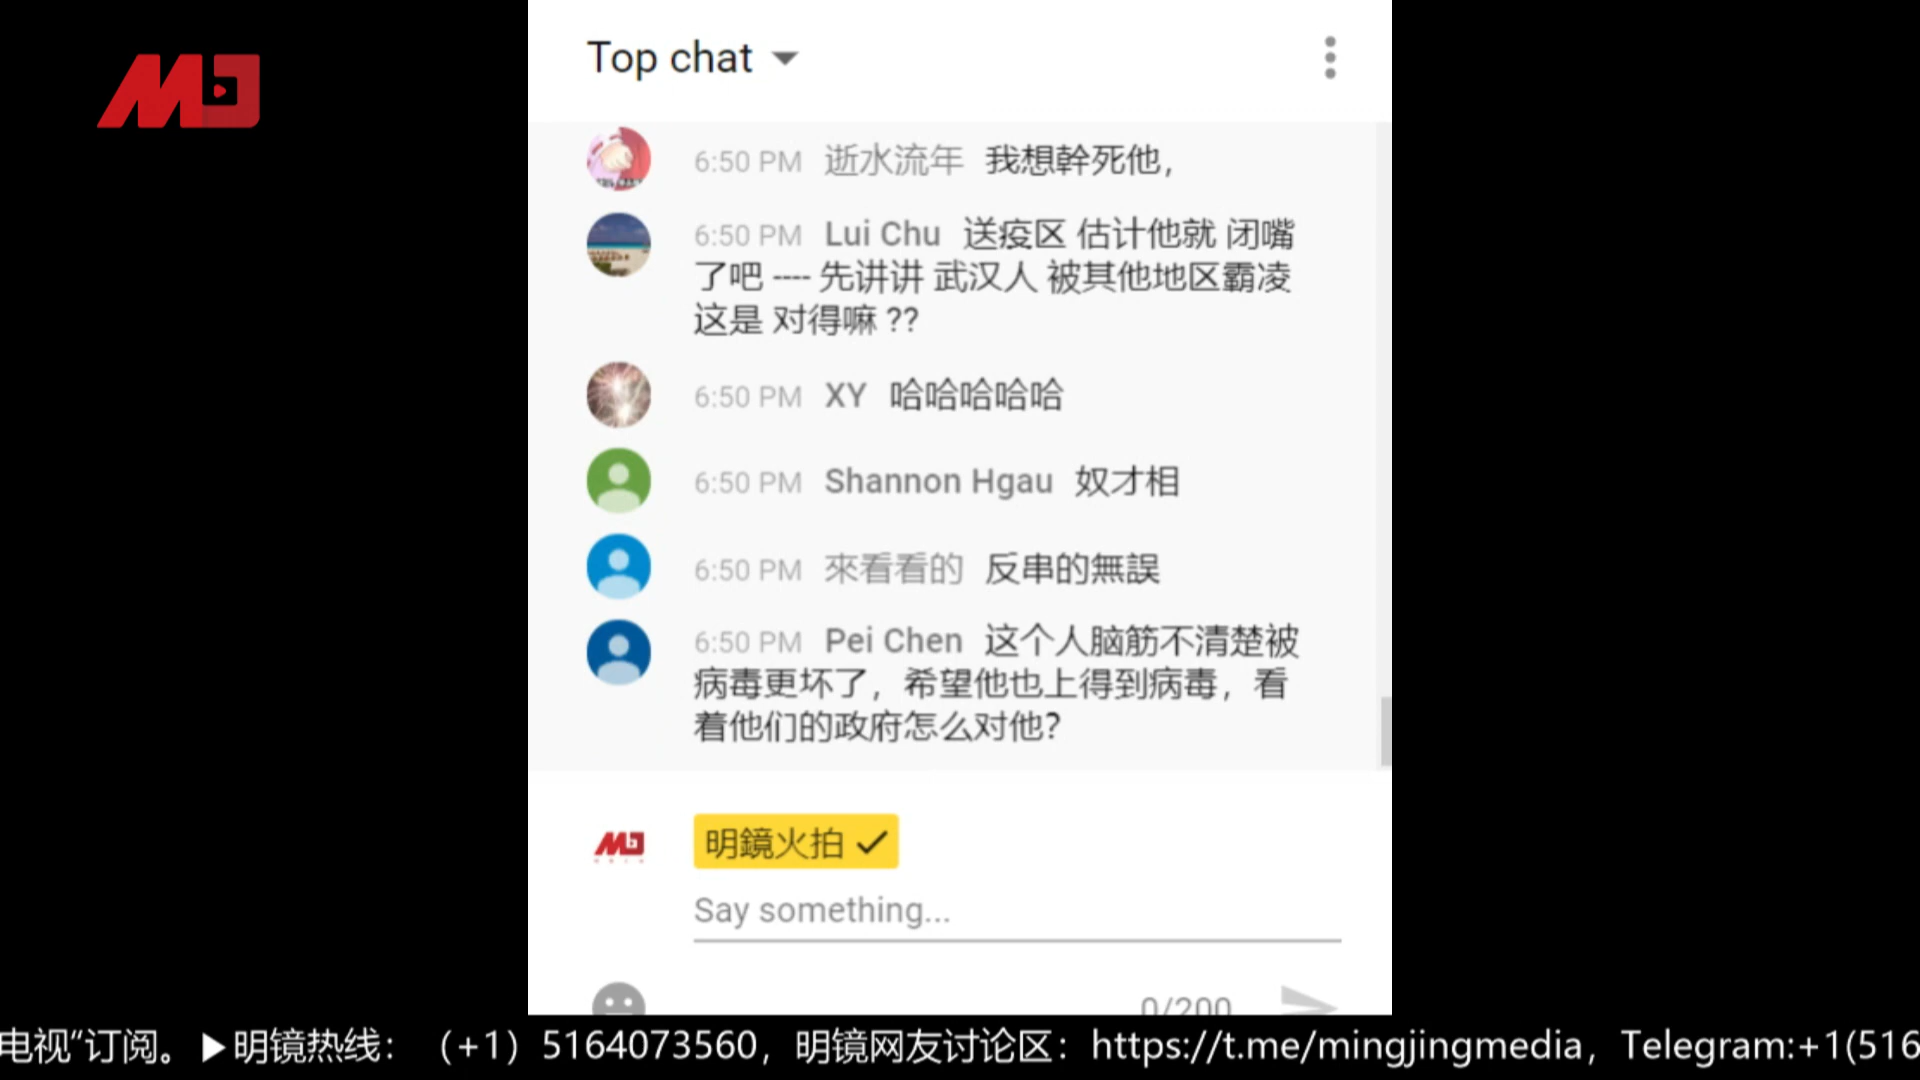 Top chat
6:50 PM 逝水流年 我想幹死他，
6:50 PM Lui Chu 送疫区 估计他就 闭嘴
了吧 ---- 先讲讲 武汉人 被其他地区霸凌
这是 对得嘛 ??
6:50 PM XY 哈哈哈哈哈
6:50 PM Shannon Hgau 奴才相
6:50 PM 來看看的 反串的無誤
6:50 PM Pei Chen 这个人脑筋不清楚被
病毒更坏了，希望他也上得到病毒，看
着他们的政府怎么对他?
明鏡火拍
Say something...
0/200
电视“订阅。▶明镜热线：（+1）5164073560，明镜网友讨论区：https://t.me/mingjingmedia，Telegram:+1(516